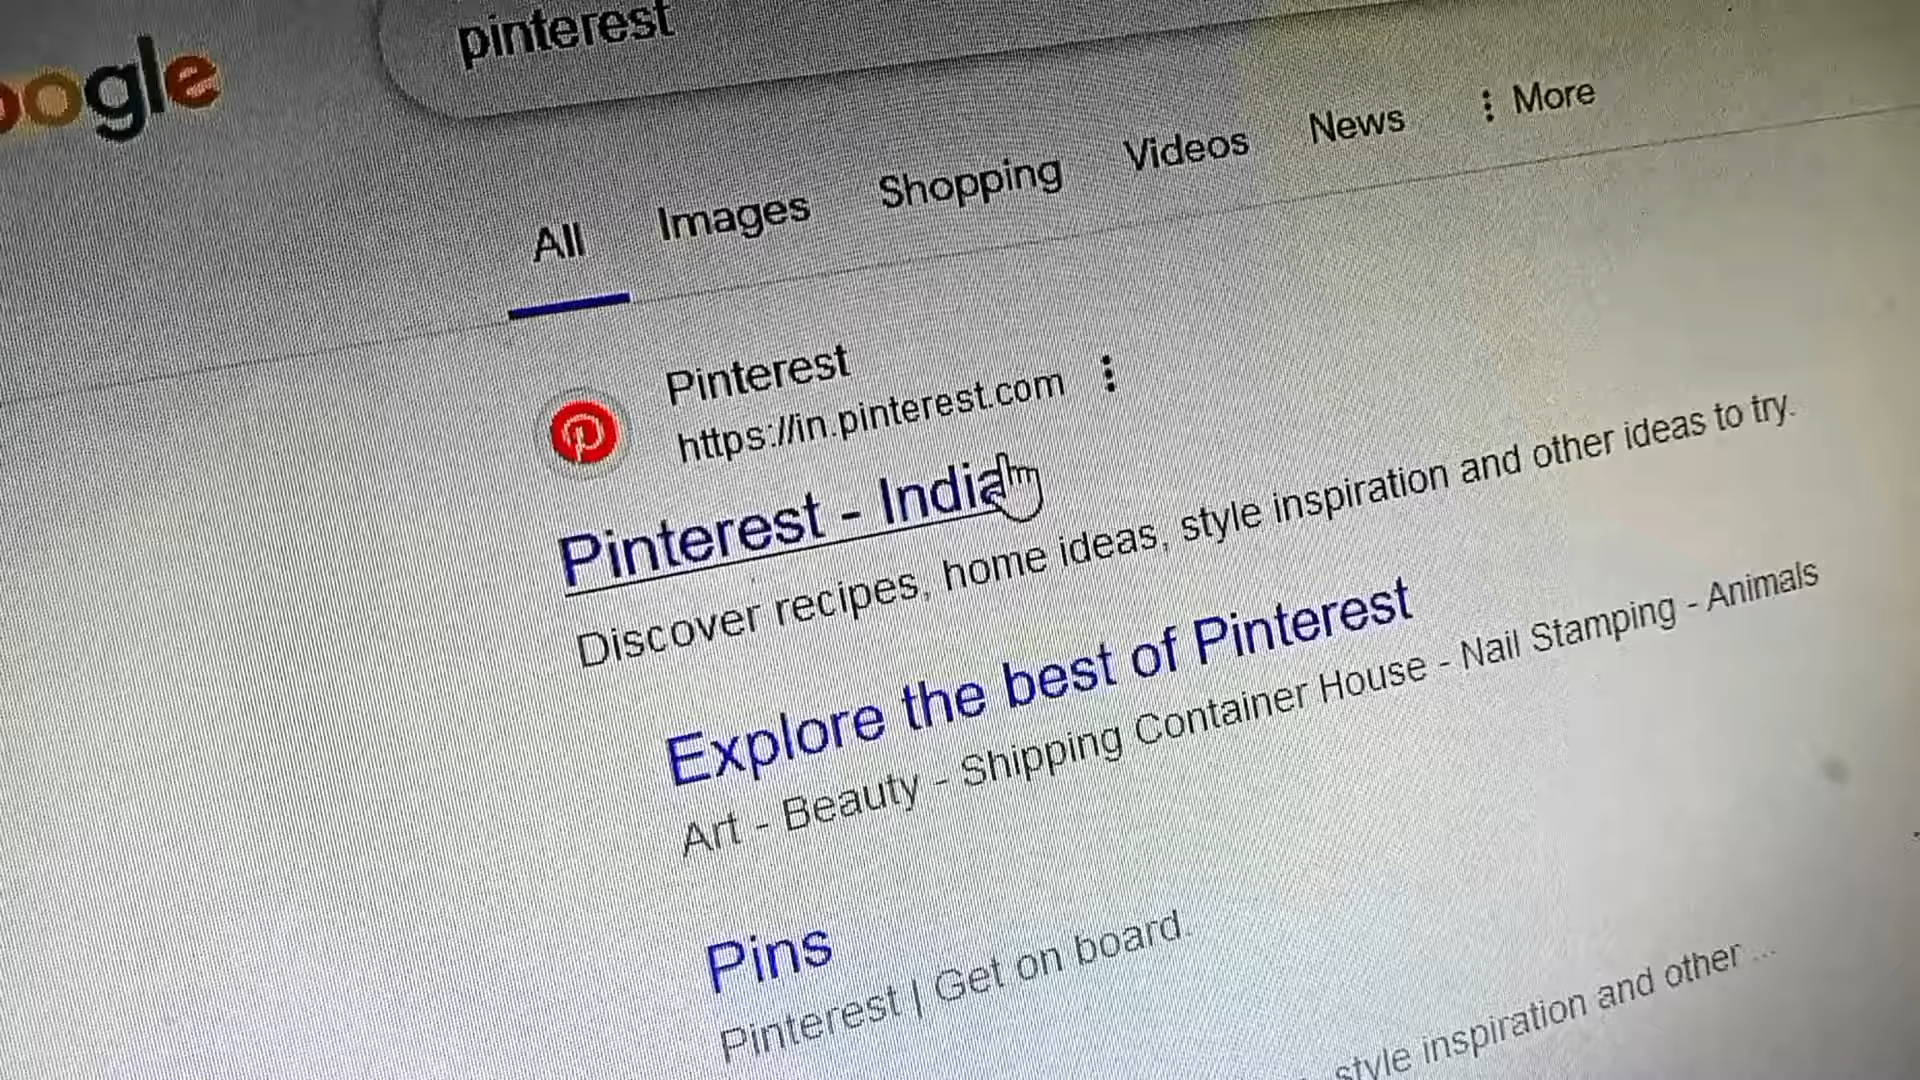 oogle
pinterest
All Images Shopping Videos News More
Pinterest
https://in.pinterest.com
Pinterest - India
Discover recipes, home ideas, style inspiration and other ideas to try.
Explore the best of Pinterest
Art - Beauty - Shipping Container House - Nail Stamping - Animals
Pins
Pinterest | Get on board.
style inspiration and other ...